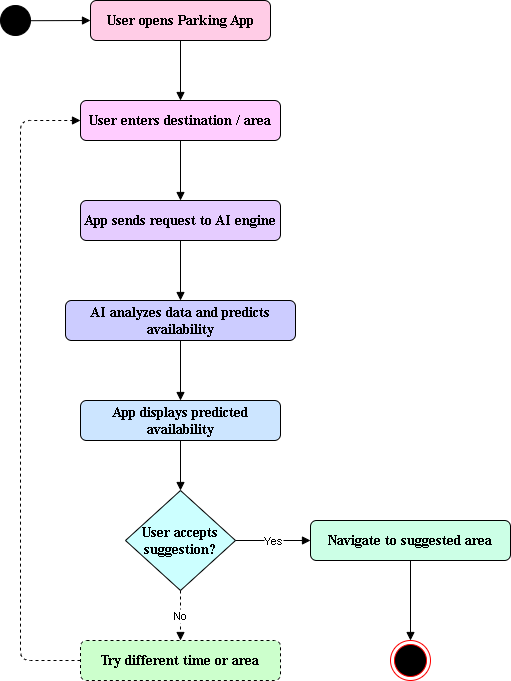 User opens Parking App
User enters destination / area
App sends request to AI engine
AI analyzes data and predicts
availability
App displays predicted
availability
User accepts
suggestion?
Yes
Navigate to suggested area
No
Try different time or area